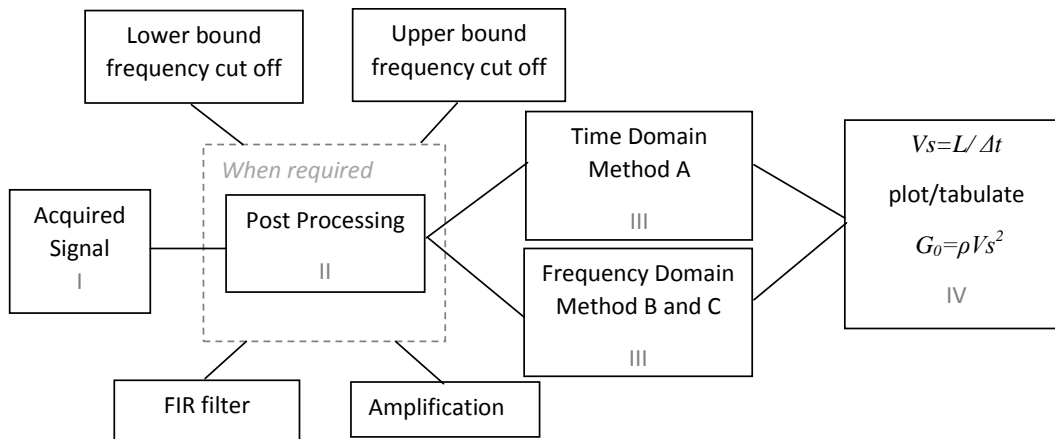 Lower bound
frequency cut off
Upper bound
frequency cut off
When required
Acquired
Signal
I
Post Processing
II
Time Domain
Method A
III
Frequency Domain
Method B and C
III
Vs=L/Δt
plot/tabulate
G₀=ρVs²
IV
FIR filter
Amplification